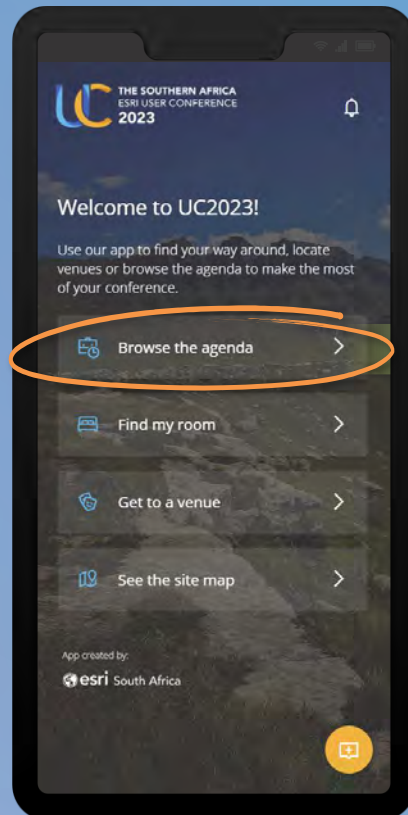 UC
THE SOUTHERN AFRICA
ESRI USER CONFERENCE
2023
Welcome to UC2023!
Use our app to find your way around, locate
venues or browse the agenda to make the most
of your conference.
Browse the agenda
Find my room
Get to a venue
See the site map
App created by:
esri South Africa